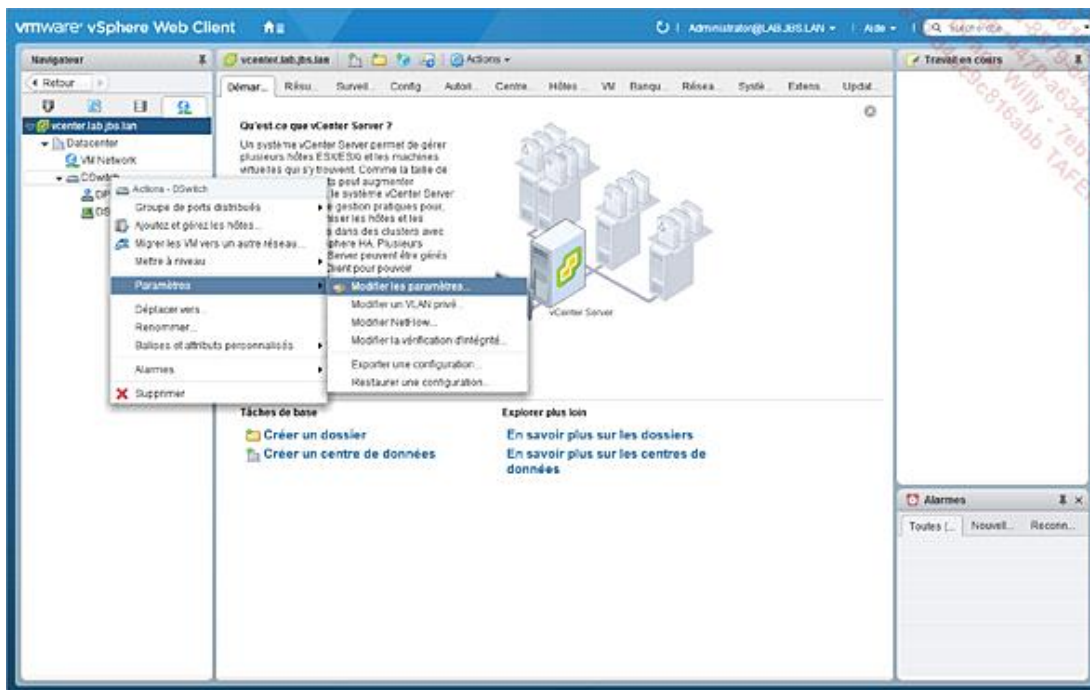 vmware vSphere Web Client
Administrator@LAB.JBS.LAN
Aide
Navigateur
vcenter.lab.jbs.lan
Actions
Travail en cours
Retour
Démar... Résu... Surveil... Config... Autori... Centre... Hôtes... VM Banqu... Résea... Systè... Extens... Updat...
vcenter.lab.jbs.lan
Datacenter
VM Network
DSwitch
Qu'est ce que vCenter Server ?
Un système vCenter Server permet de gérer
plusieurs hôtes ESX/ESXi et les machines
virtuelles qui s'y trouvent. Comme la taille de
peut augmenter
le système vCenter Server
gestion pratiques pour,
iser les hôtes et les
dans des clusters avec
phere HA. Plusieurs
Server peuvent être gérés
Client pour pouvoir
Actions - DSwitch
Groupe de ports distribués
Ajoutez et gérez les hôtes...
Migrer les VM vers un autre réseau...
Mettre à niveau
Paramètres
Déplacer vers...
Renommer...
Balises et attributs personnalisés
Alarmes
Supprimer
Modifier les paramètres...
Modifier un VLAN privé...
Modifier NetFlow...
Modifier la vérification d'intégrité...
Exporter une configuration...
Restaurer une configuration...
vCenter Server
Tâches de base
Explorer plus loin
Créer un dossier
En savoir plus sur les dossiers
Créer un centre de données
En savoir plus sur les centres de
données
Alarmes
Toutes (... Nouvell... Reconn...